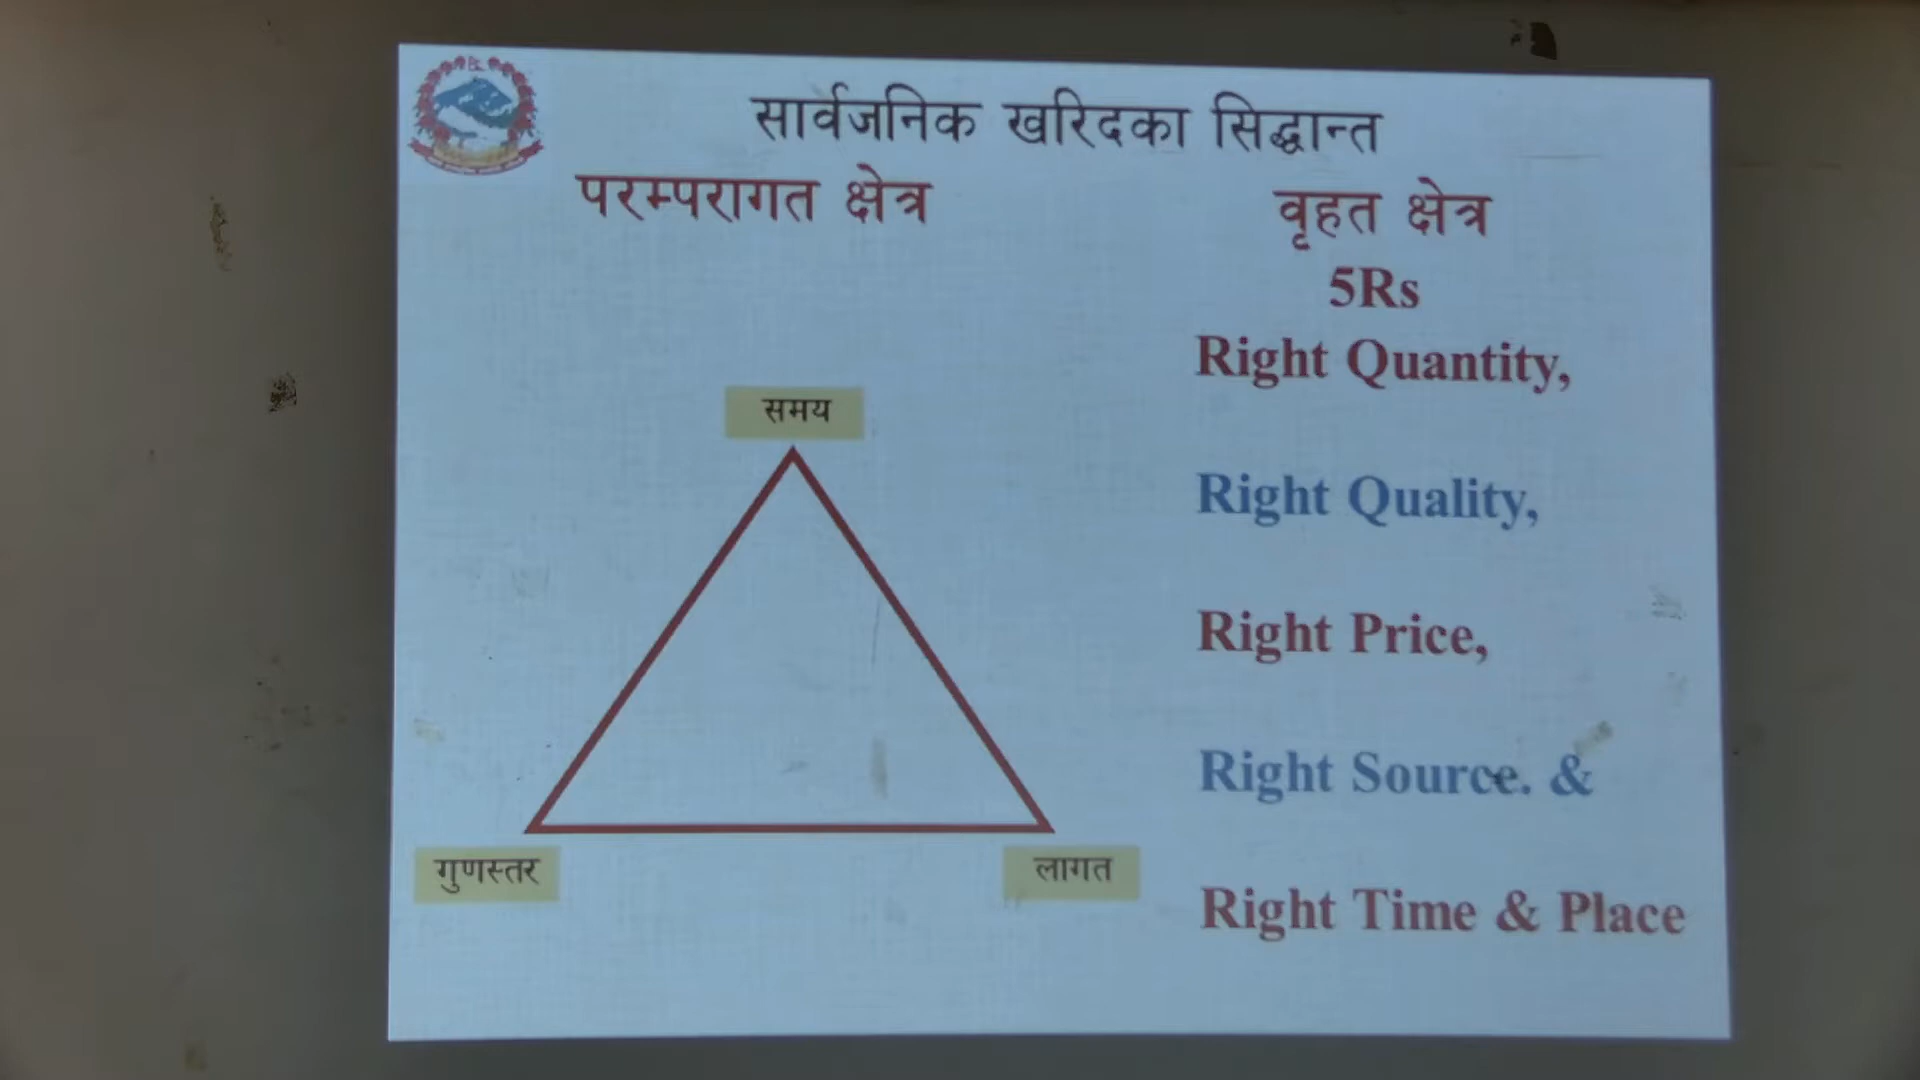 सार्वजनिक खरिदका सिद्धान्त
परम्परागत क्षेत्र
समय
गुणस्तर
लागत
वृहत क्षेत्र
5Rs
Right Quantity,
Right Quality,
Right Price,
Right Source. &
Right Time & Place